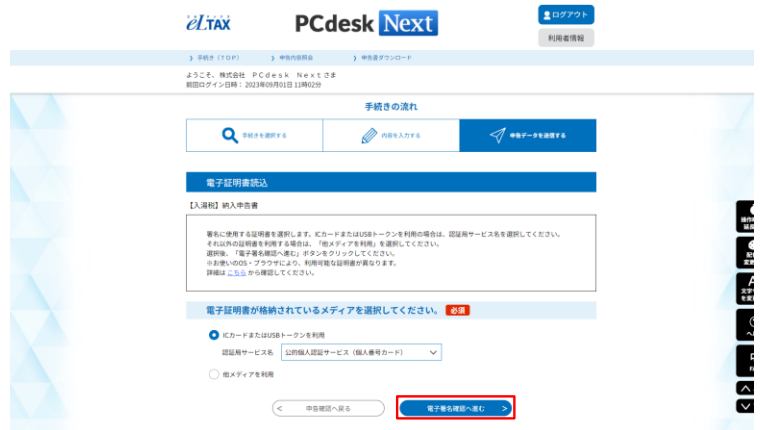 eLTAX
PCdesk Next
ログアウト
利用者情報
手続き(TOP)
申告内容照会
申告書ダウンロード
ようこそ、株式会社 PCdesk Nextさま
前回ログイン日時:2023年09月01日 11時02分
手続きの流れ
手続きを選択する
内容を入力する
申告データを送信する
電子証明書読込
【入湯税】納入申告書
署名に使用する証明書を選択します。ICカードまたはUSBトークンを利用の場合は、認証局サービス名を選択してください。
それ以外の証明書を利用する場合は、「他メディアを利用」を選択してください。
選択後、「電子署名確認へ進む」ボタンをクリックしてください。
※お使いのOS・ブラウザにより、利用可能な証明書が異なります。
詳細は こちら から確認してください。
電子証明書が格納されているメディアを選択してください。 必須
ICカードまたはUSBトークンを利用
認証局サービス名 公的個人認証サービス(個人番号カード)
他メディアを利用
申告確認へ戻る
電子署名確認へ進む